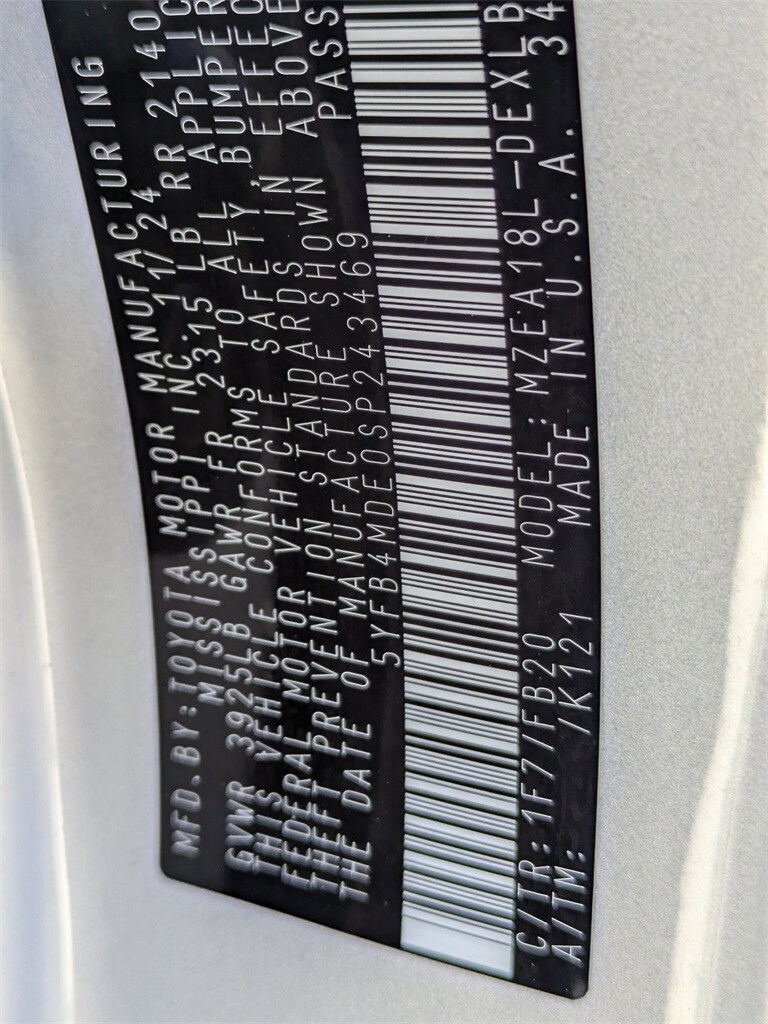 MFD.BY:TOYOTA MOTOR MANUFACTURING
MISSISSIPPI INC. 11/24
GVWR 3925LB GAWR FR 2315 LB RR 2140
THIS VEHICLE CONFORMS TO ALL APPLIC
FEDERAL MOTOR VEHICLE SAFETY, BUMPER
THEFT PREVENTION STANDARDS IN EFFEC
THE DATE OF MANUFACTURE SHOWN ABOVE
5YFB4MDE0SP243469 PASS
C/TR: 1F7/FB20 MODEL: MZEA18L-DEXLB
A/TM: /K121 MADE IN U.S.A. 34